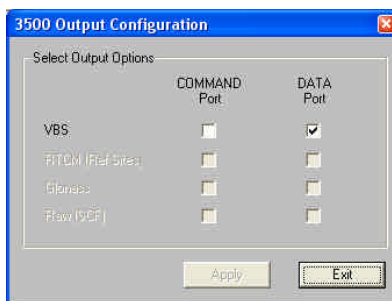 3500 Output Configuration
Select Output Options
COMMAND DATA
Port Port
VBS
RTCM (Ref Sites)
Glonass
Raw (SCF)
Apply Exit